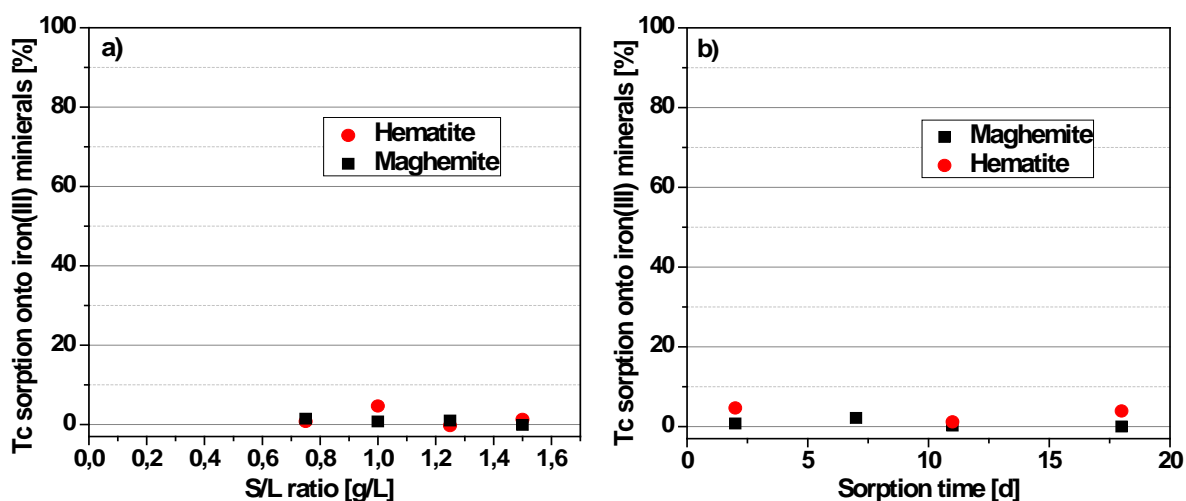 a)
Tc sorption onto iron(III) minierals [%]
100
80
60
40
20
0
Hematite
Maghemite
0,0 0,2 0,4 0,6 0,8 1,0 1,2 1,4 1,6
S/L ratio [g/L]
b)
Tc sorption onto iron(III) minerals [%]
100
80
60
40
20
0
Maghemite
Hematite
0 5 10 15 20
Sorption time [d]